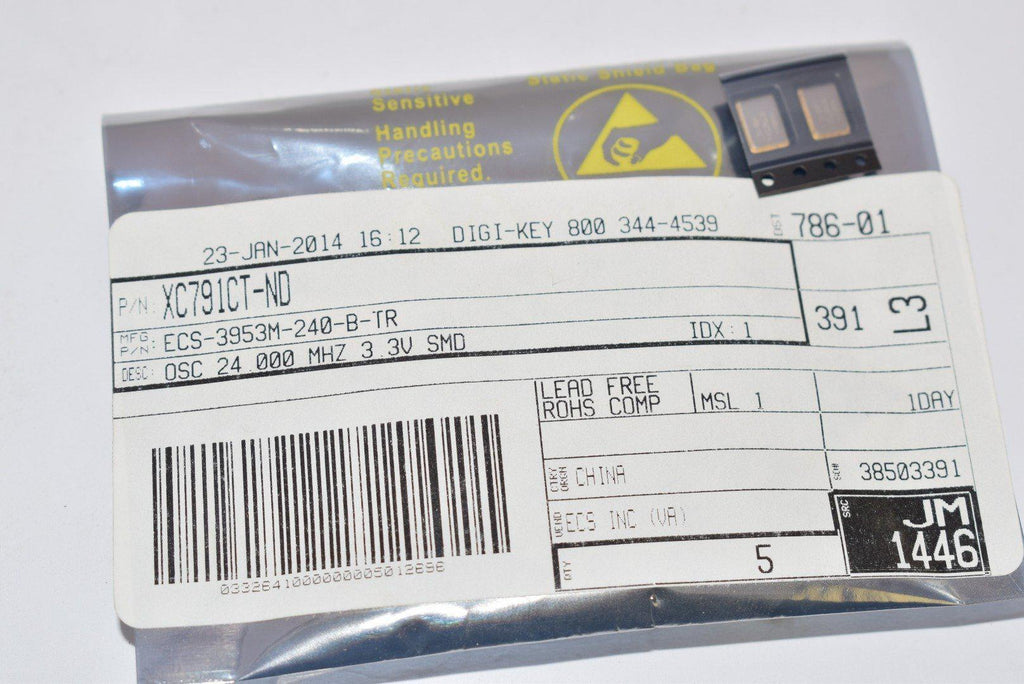 Static Shield Bag
Sensitive
Handling
Precautions
Required.
23-JAN-2014 16:12 DIGI-KEY 800 344-4539
DST 786-01
P/N: XC791CT-ND
MFG P/N: ECS-3953M-240-B-TR
IDX: 1
DESC: OSC 24.000 MHZ 3.3V SMD
391
L3
LEAD FREE
ROHS COMP
MSL 1
1DAY
CTRY ORGN CHINA
SO# 38503391
VEND ECS INC (VA)
SRC JM
1446
QTY 5